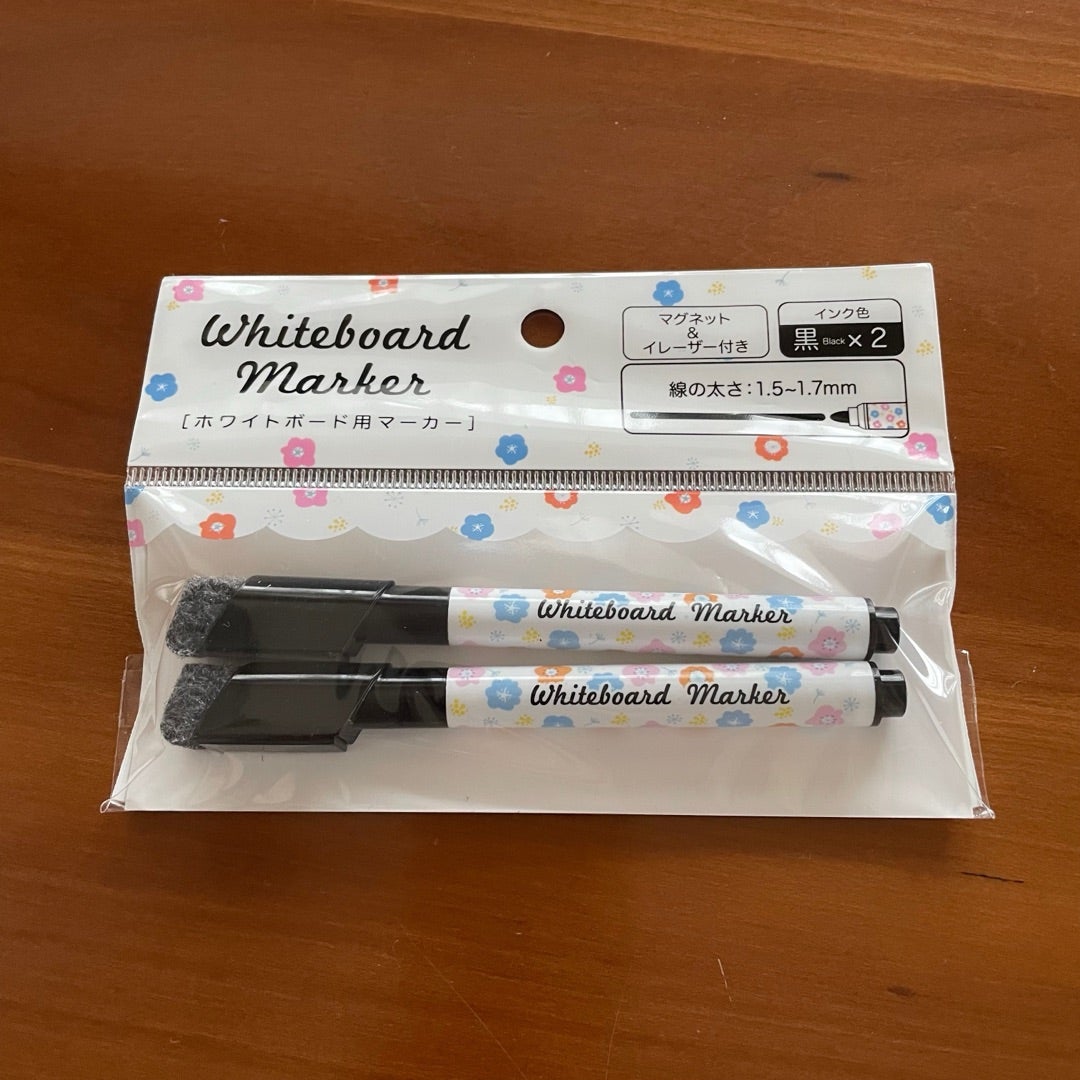 Whiteboard
Marker
[ホワイトボード用マーカー]
マグネット
&
イレーザー付き
インク色
黒 Black × 2
線の太さ:1.5~1.7mm
Whiteboard Marker
Whiteboard Marker